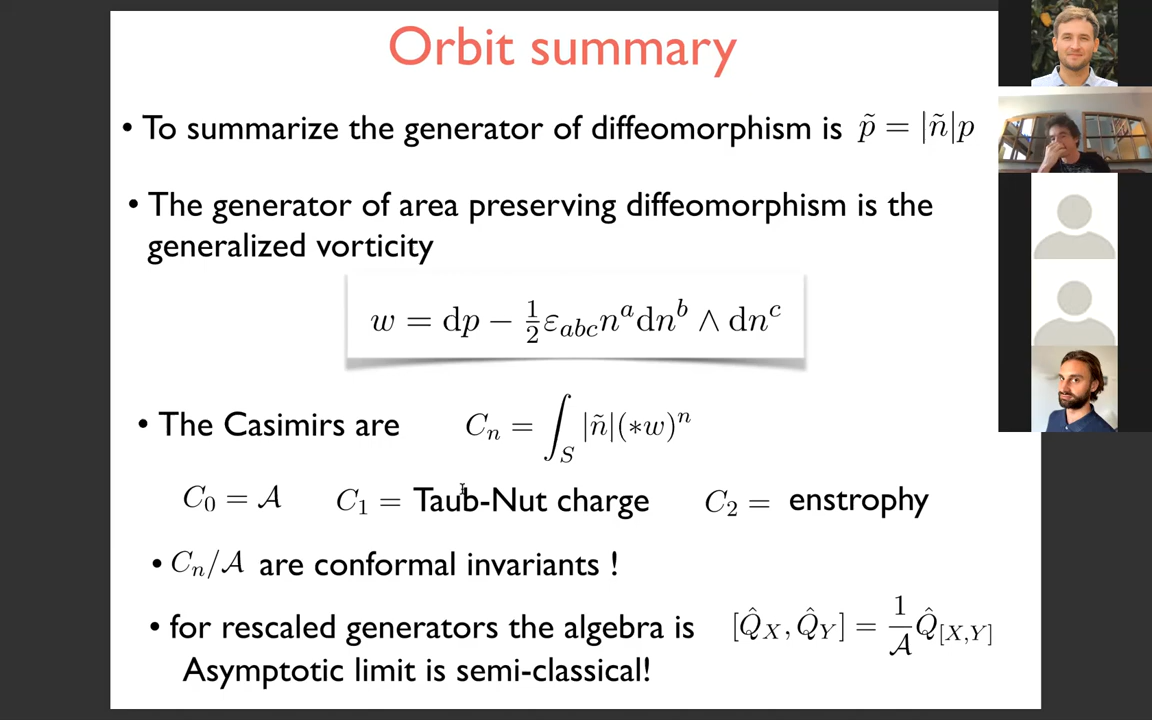 Orbit summary
• To summarize the generator of diffeomorphism is p̃ = |ñ|p
• The generator of area preserving diffeomorphism is the
generalized vorticity
w = dp − ½ε_{abc}n^a dn^b ∧ dn^c
• The Casimirs are C_n = ∫_S |ñ|(∗w)^n
C_0 = 𝒜 C_1 = Taub-Nut charge C_2 = enstrophy
• C_n/𝒜 are conformal invariants !
• for rescaled generators the algebra is [Q̂_X, Q̂_Y] = 1/𝒜 Q̂_{[X,Y]}
Asymptotic limit is semi-classical!